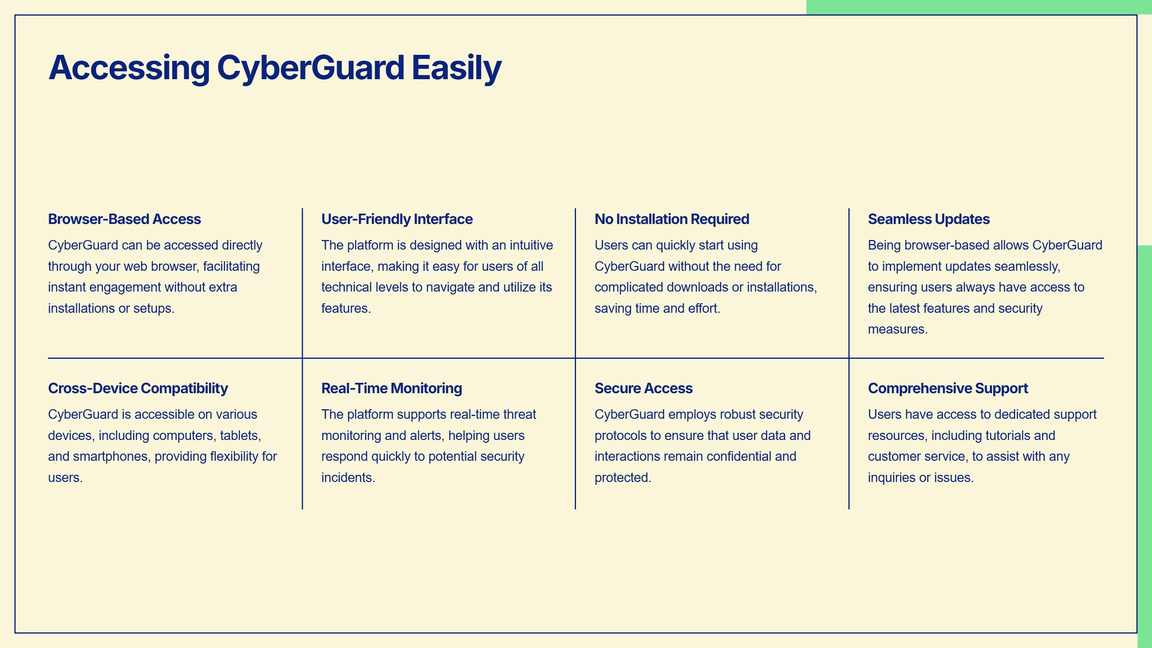 Accessing CyberGuard Easily
Browser-Based Access
CyberGuard can be accessed directly
through your web browser, facilitating
instant engagement without extra
installations or setups.
User-Friendly Interface
The platform is designed with an intuitive
interface, making it easy for users of all
technical levels to navigate and utilize its
features.
No Installation Required
Users can quickly start using
CyberGuard without the need for
complicated downloads or installations,
saving time and effort.
Seamless Updates
Being browser-based allows CyberGuard
to implement updates seamlessly,
ensuring users always have access to
the latest features and security
measures.
Cross-Device Compatibility
CyberGuard is accessible on various
devices, including computers, tablets,
and smartphones, providing flexibility for
users.
Real-Time Monitoring
The platform supports real-time threat
monitoring and alerts, helping users
respond quickly to potential security
incidents.
Secure Access
CyberGuard employs robust security
protocols to ensure that user data and
interactions remain confidential and
protected.
Comprehensive Support
Users have access to dedicated support
resources, including tutorials and
customer service, to assist with any
inquiries or issues.